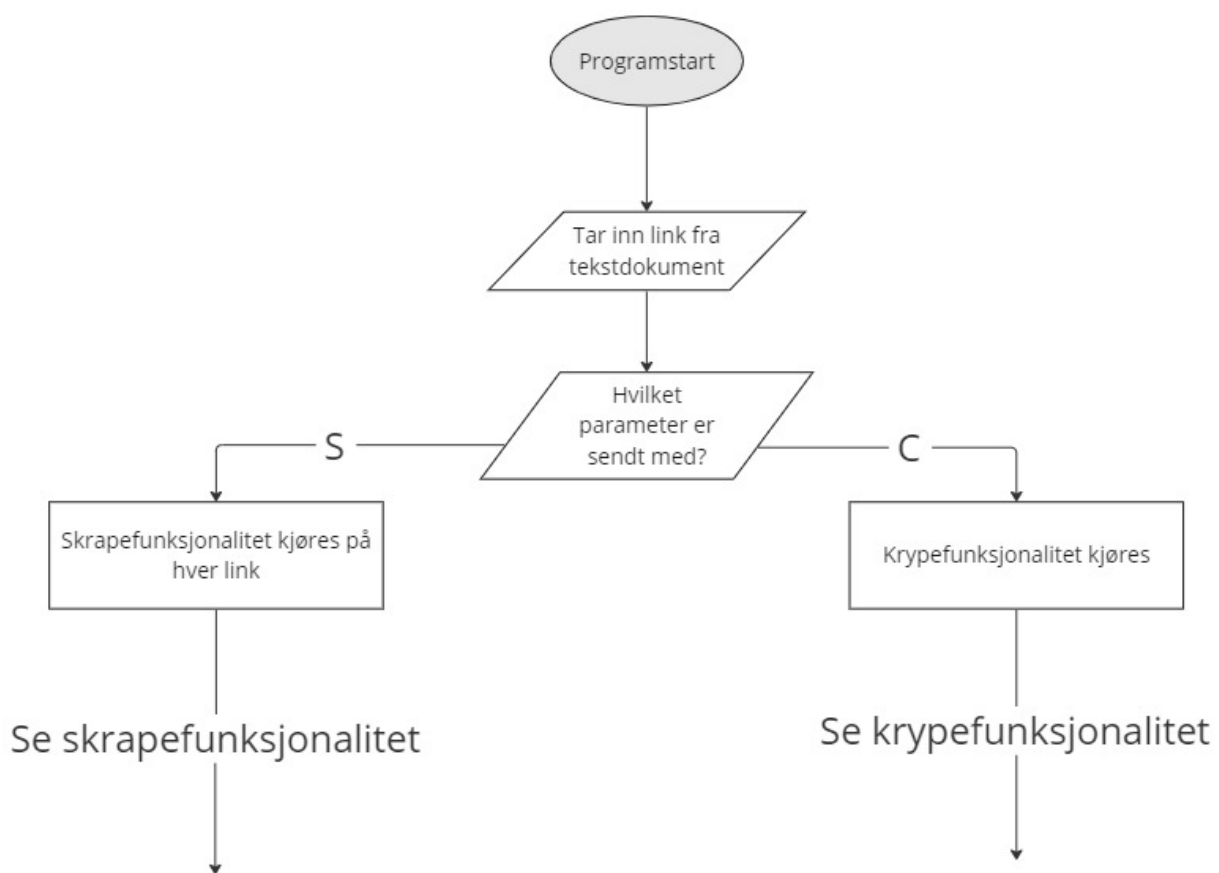 Programstart
Tar inn link fra
tekstdokument
Hvilket
parameter er
sendt med?
S
C
Skrapefunksjonalitet kjøres på
hver link
Krypefunksjonalitet kjøres
Se skrapefunksjonalitet
Se krypefunksjonalitet